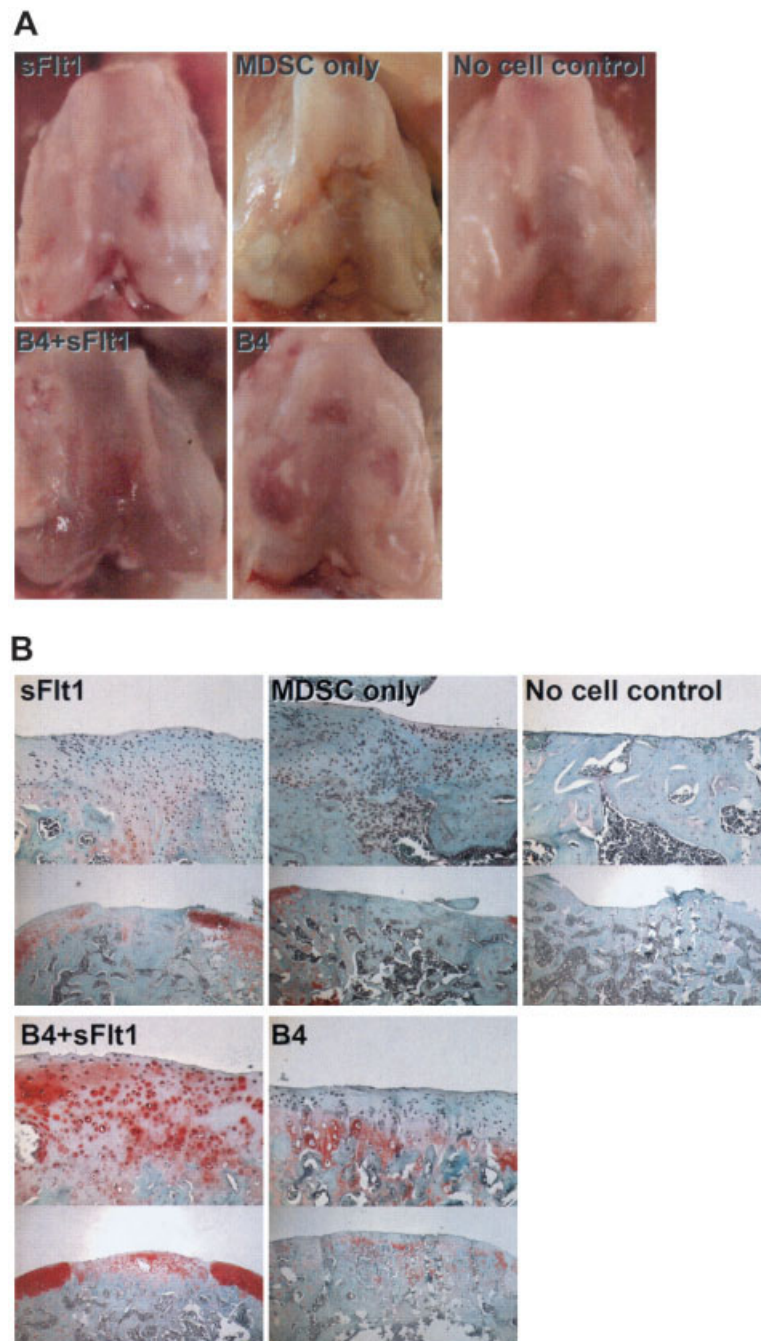 A
sFlt1 MDSC only No cell control
B4+sFlt1 B4
B
sFlt1 MDSC only No cell control
B4+sFlt1 B4